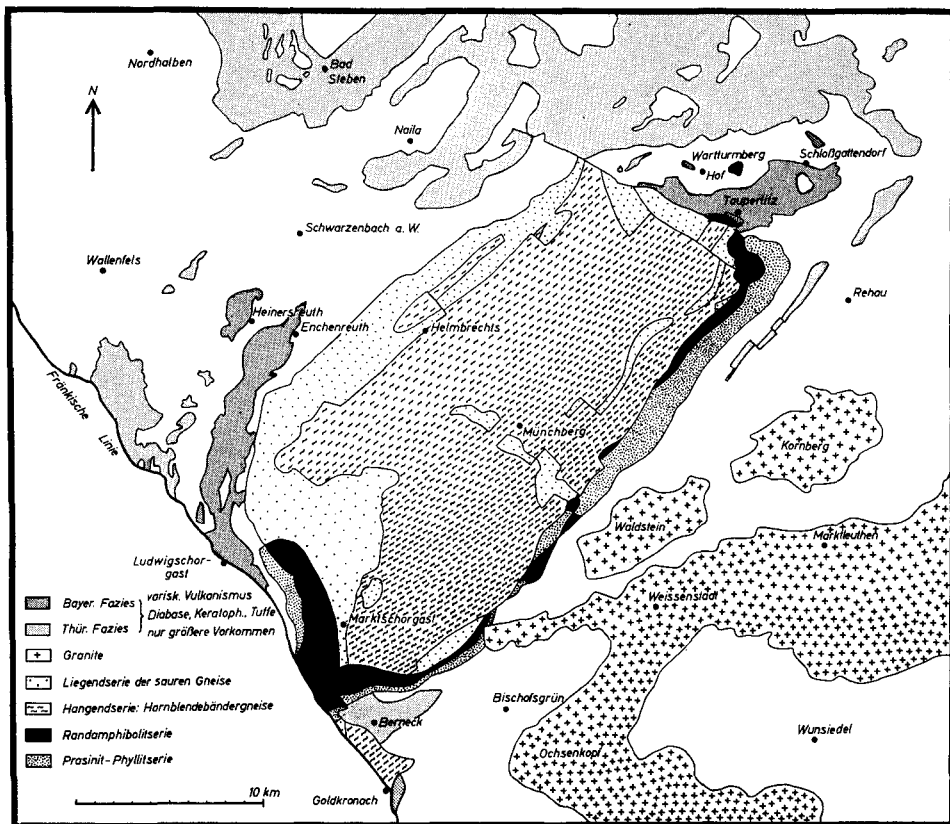 Nordhalben
Bad
Steben
N
Naila
Wartturmberg
Hof
Schloßgattendorf
Tauperlitz
Schwarzenbach a. W.
Wallenfels
Rehau
Heinersreuth
Enchenreuth
Helmbrechts
Fränkische
Linie
Münchberg
Kornberg
Waldstein
Marktleuthen
Ludwigschor-
gast
Weissenstadt
Marktschorgast
Bischofsgrün
Berneck
Wunsiedel
Ochsenkopf
Goldkronach
Bayer. Fazies
Thür. Fazies
varisk. Vulkanismus
Diabase, Keratoph., Tuffe
nur größere Vorkommen
Granite
Liegendserie der sauren Gneise
Hangendserie: Hornblendebändergneise
Randamphibolitserie
Prasinit-Phyllitserie
10 km